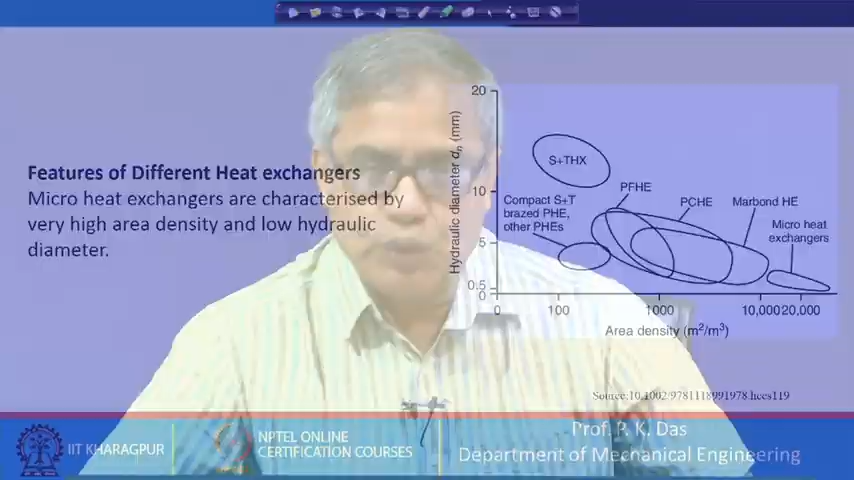 Features of Different Heat exchangers
Micro heat exchangers are characterised by
very high area density and low hydraulic
diameter.
Hydraulic diameter dh (mm)
20
10
5
0.5
0
S+THX
Compact S+T
brazed PHE,
other PHEs
PFHE
PCHE
Marbond HE
Micro heat
exchangers
0
100
1000
10,000
20,000
Area density (m²/m³)
Source:10.1002/9781118991978.hces119
IIT KHARAGPUR
NPTEL ONLINE
CERTIFICATION COURSES
Prof. P. K. Das
Department of Mechanical Engineering